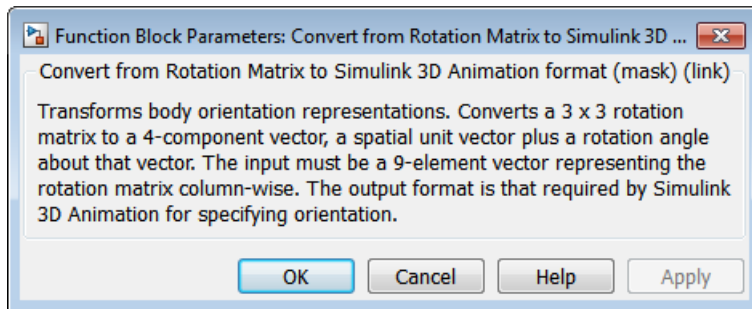 Function Block Parameters: Convert from Rotation Matrix to Simulink 3D ...
Convert from Rotation Matrix to Simulink 3D Animation format (mask) (link)
Transforms body orientation representations. Converts a 3 x 3 rotation
matrix to a 4-component vector, a spatial unit vector plus a rotation angle
about that vector. The input must be a 9-element vector representing the
rotation matrix column-wise. The output format is that required by Simulink
3D Animation for specifying orientation.
OK Cancel Help Apply